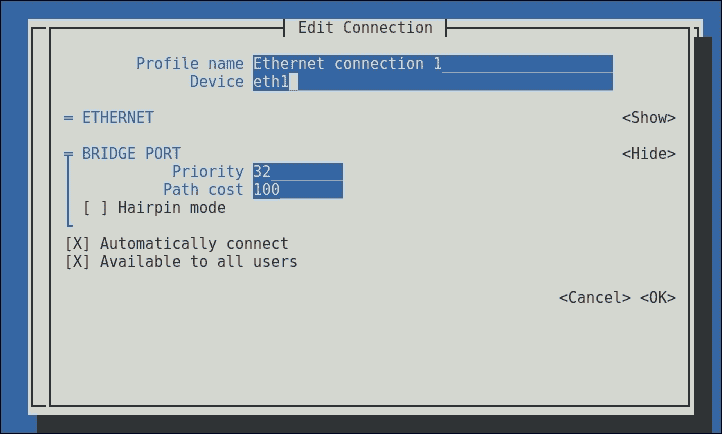 Edit Connection
Profile name Ethernet connection 1
Device eth1
= ETHERNET <Show>
= BRIDGE PORT <Hide>
Priority 32
Path cost 100
[ ] Hairpin mode
[X] Automatically connect
[X] Available to all users
<Cancel> <OK>